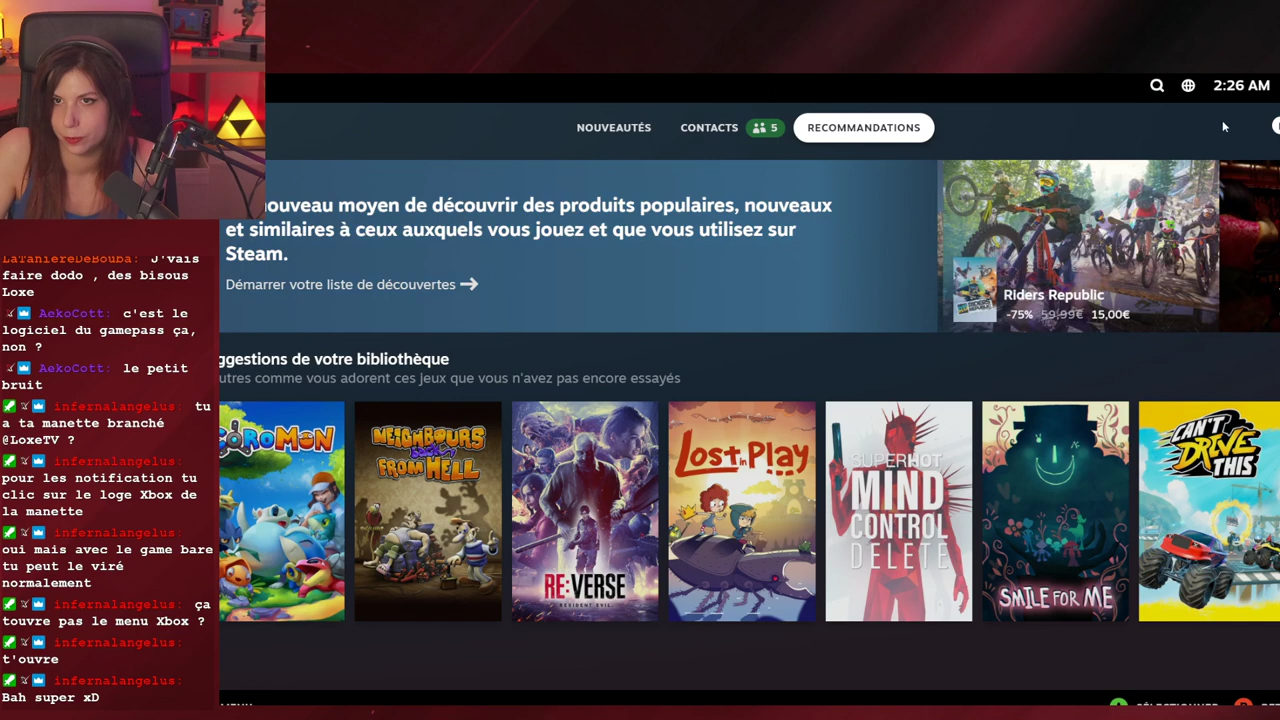 2:26 AM
NOUVEAUTÉS
CONTACTS
5
RECOMMANDATIONS
nouveau moyen de découvrir des produits populaires, nouveaux
et similaires à ceux auxquels vous jouez et que vous utilisez sur
Steam.
Démarrer votre liste de découvertes
Riders Republic
-75% 59,99€ 15,00€
ggestions de votre bibliothèque
utres comme vous adorent ces jeux que vous n'avez pas encore essayés
COROMON
NEIGHBOURS
BACK
FROM HELL
RE:VERSE
RESIDENT EVIL
Lost in Play
SUPERHOT
MIND
CONTROL
DELETE
SMILE FOR ME
CAN'T
DRIVE
THIS
MENU
LaTaniereDeBouba: J'vais
faire dodo , des bisous
Loxe
AekoCott: c'est le
logiciel du gamepass ça,
non ?
AekoCott: le petit
bruit
infernalangelus: tu
a ta manette branché
@LoxeTV ?
infernalangelus:
pour les notification tu
clic sur le loge Xbox de
la manette
infernalangelus:
oui mais avec le game bare
tu peut le viré
normalement
infernalangelus: ça
touvre pas le menu Xbox ?
infernalangelus:
t'ouvre
infernalangelus:
Bah super xD